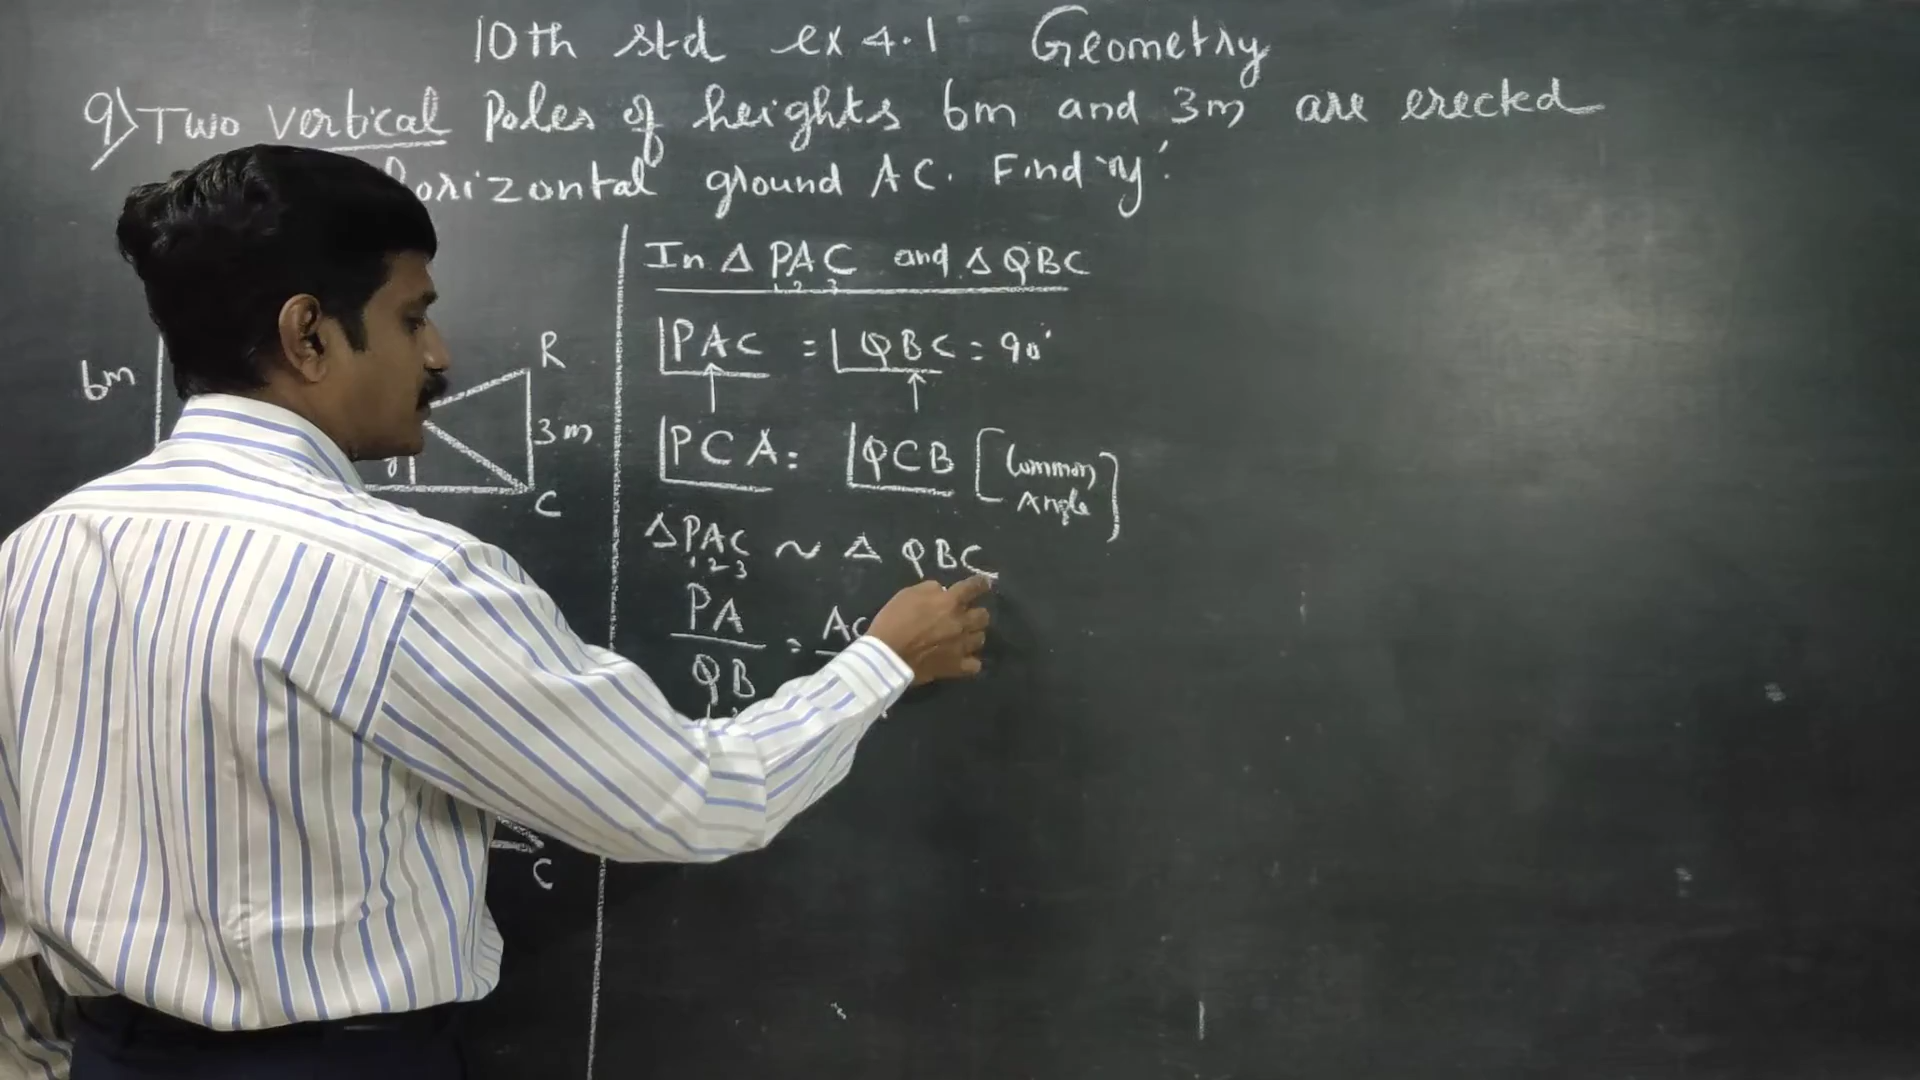 10th std ex 4.1 Geometry
9) Two vertical Poles of heights 6m and 3m are erected
horizontal ground AC. Find 'y'.
In Δ PAC and Δ QBC
1 2 3
∠PAC = ∠QBC = 90°
∠PCA = ∠QCB [Common
Angle]
ΔPAC ~ Δ QBC
1 2 3
PA
QB
=
AC
6m
R
3m
y
C
C